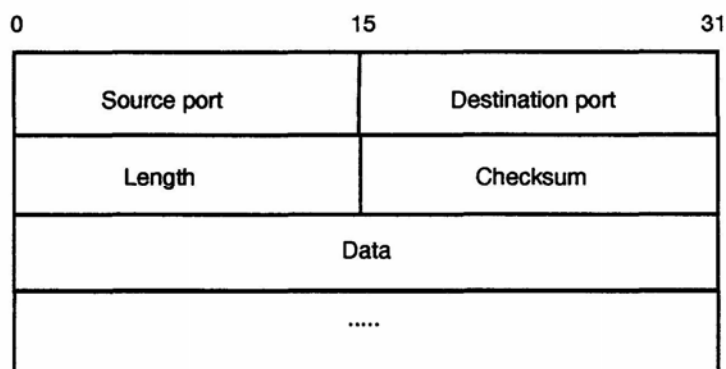 0 15 31
Source port Destination port
Length Checksum
Data
.....